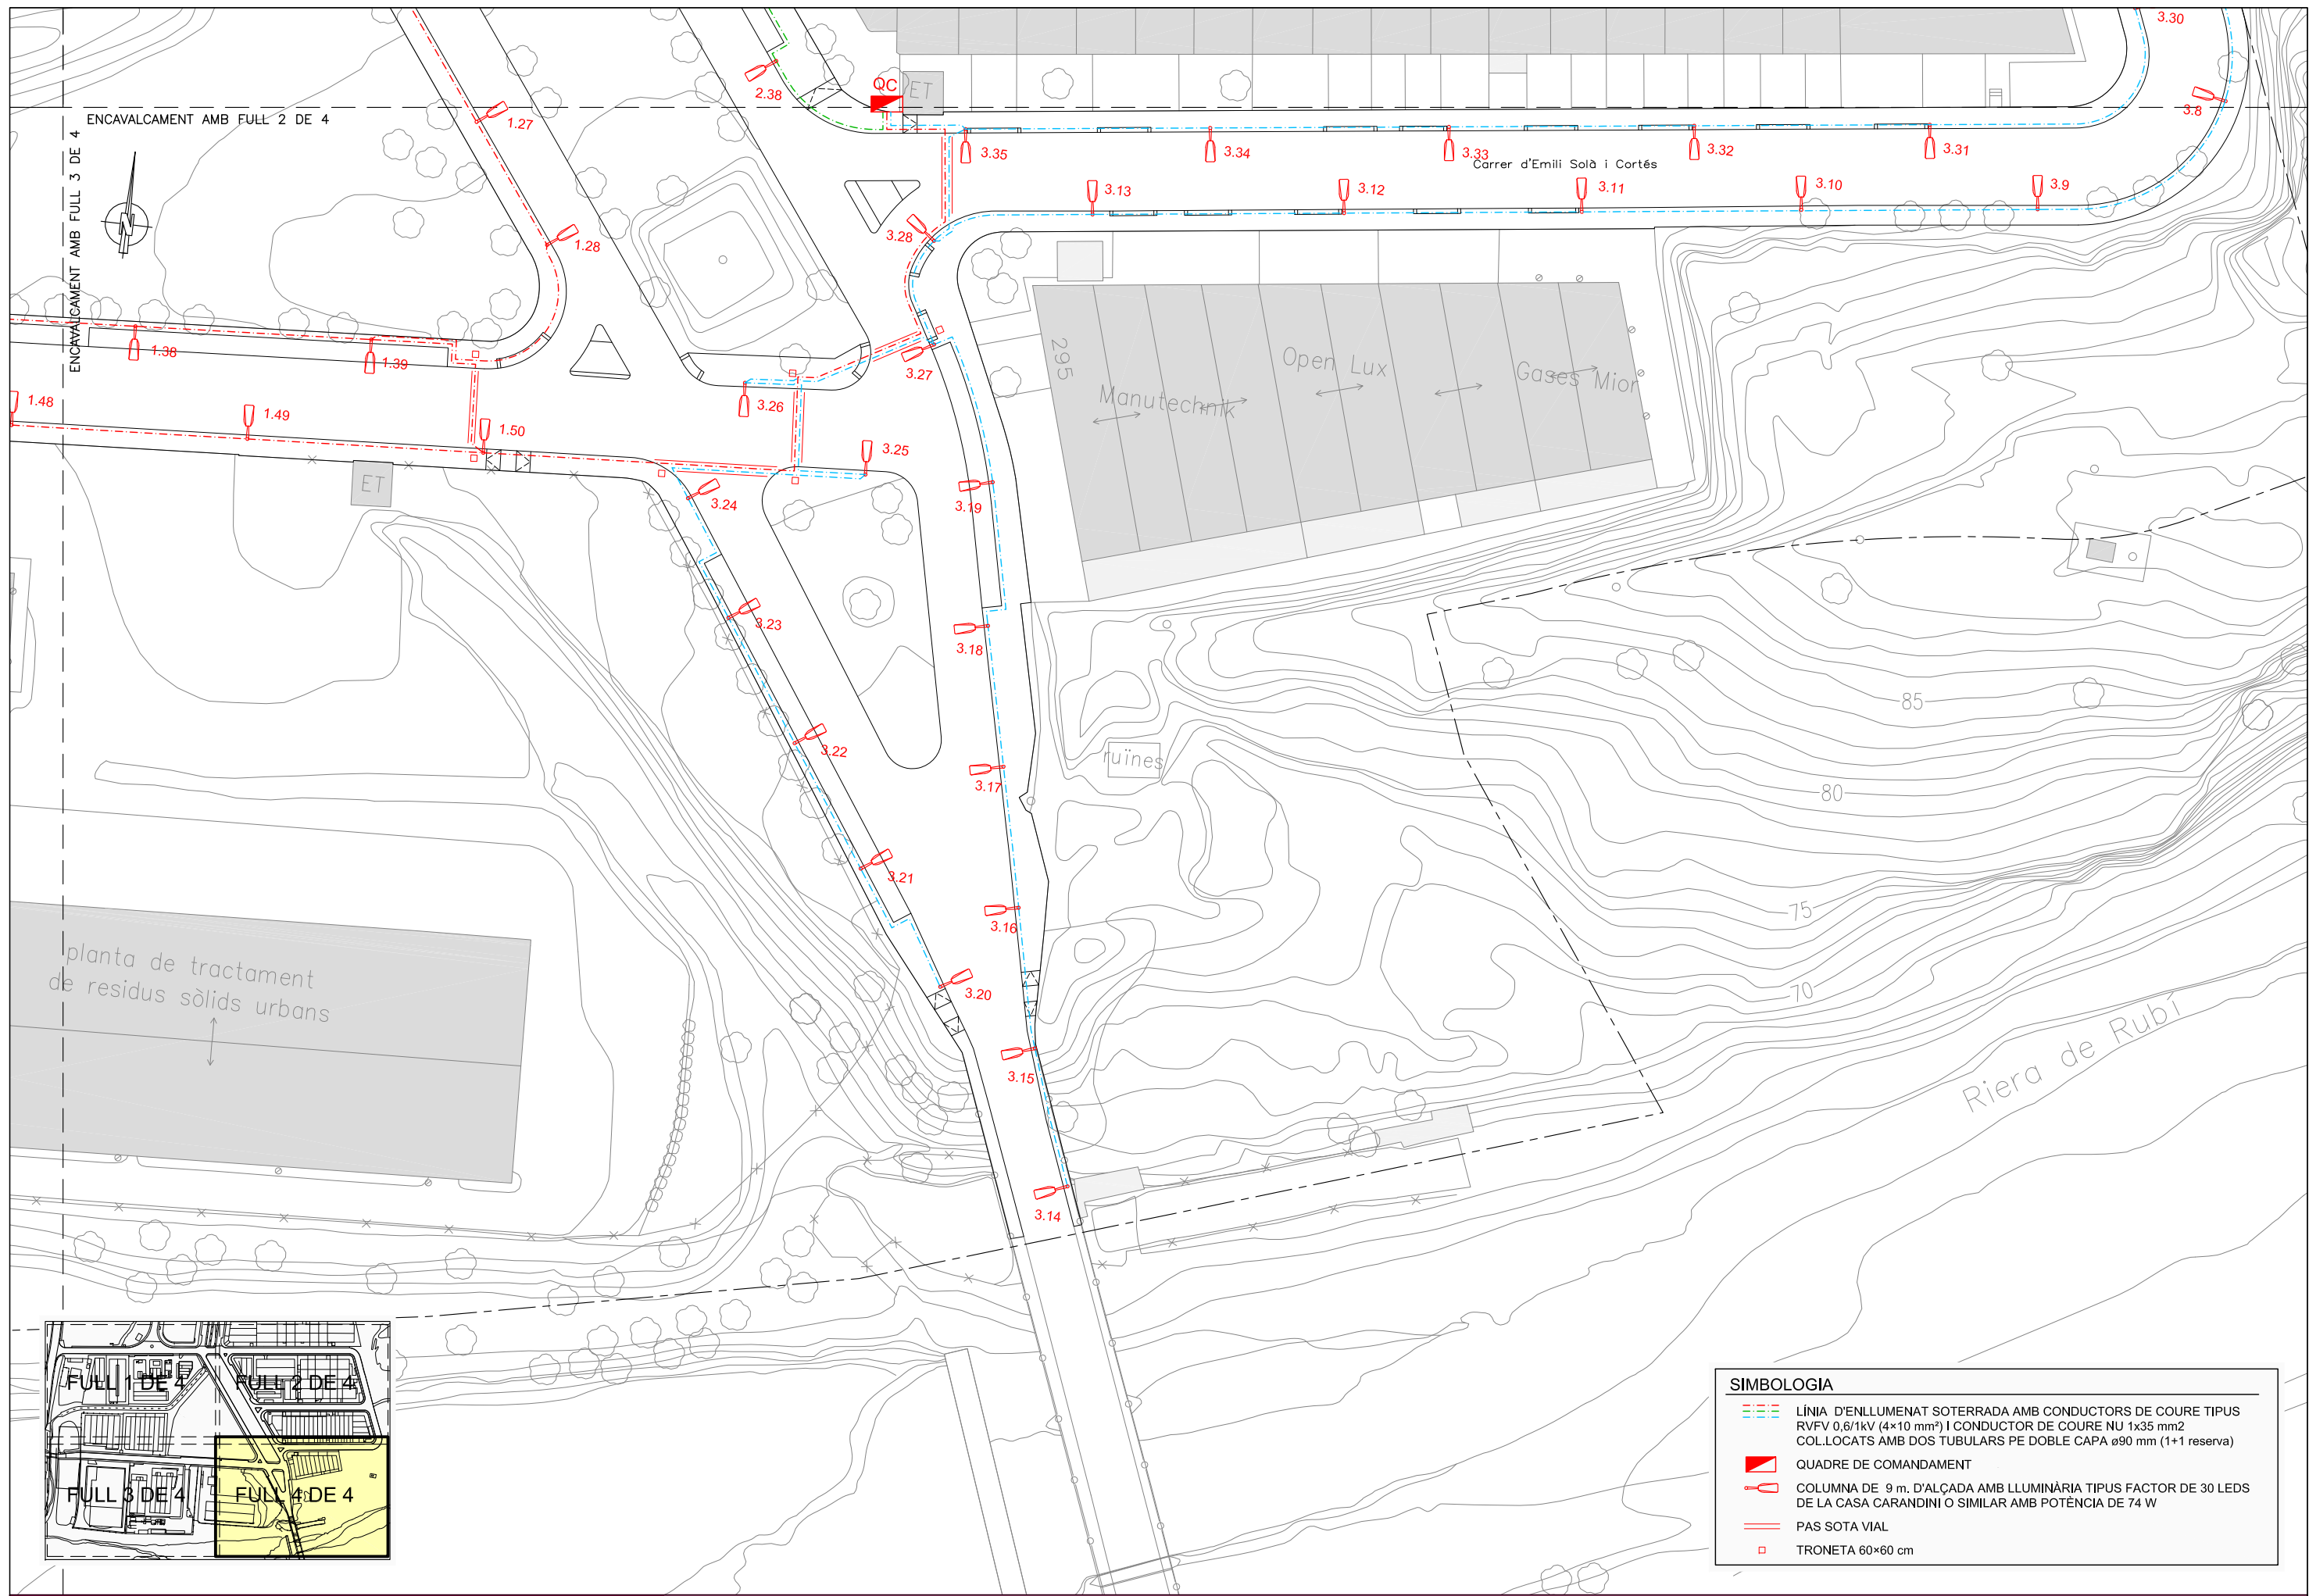 3.30
2.38
QC
ET
3.8
ENCAVALCAMENT AMB FULL 2 DE 4
ENCAVALCAMENT AMB FULL 3 DE 4
1.27
3.35
3.34
3.33
3.32
3.31
Carrer d'Emili Solà i Cortés
3.13
3.12
3.11
3.10
3.9
1.28
3.28
1.38
1.39
3.27
295
Manutechnik
Open Lux
Gases Mior
1.48
1.49
1.50
3.26
3.25
ET
3.24
3.19
3.23
3.18
85
3.22
ruïnes
3.17
80
3.21
75
3.16
planta de tractament
de residus sòlids urbans
3.20
70
Riera de Rubí
3.15
3.14
FULL 1 DE 4
FULL 2 DE 4
FULL 3 DE 4
FULL 4 DE 4
SIMBOLOGIA
LÍNIA D'ENLLUMENAT SOTERRADA AMB CONDUCTORS DE COURE TIPUS
RVFV 0,6/1kV (4×10 mm²) I CONDUCTOR DE COURE NU 1x35 mm2
COL.LOCATS AMB DOS TUBULARS PE DOBLE CAPA ø90 mm (1+1 reserva)
QUADRE DE COMANDAMENT
COLUMNA DE 9 m. D'ALÇADA AMB LLUMINÀRIA TIPUS FACTOR DE 30 LEDS
DE LA CASA CARANDINI O SIMILAR AMB POTÈNCIA DE 74 W
PAS SOTA VIAL
TRONETA 60×60 cm